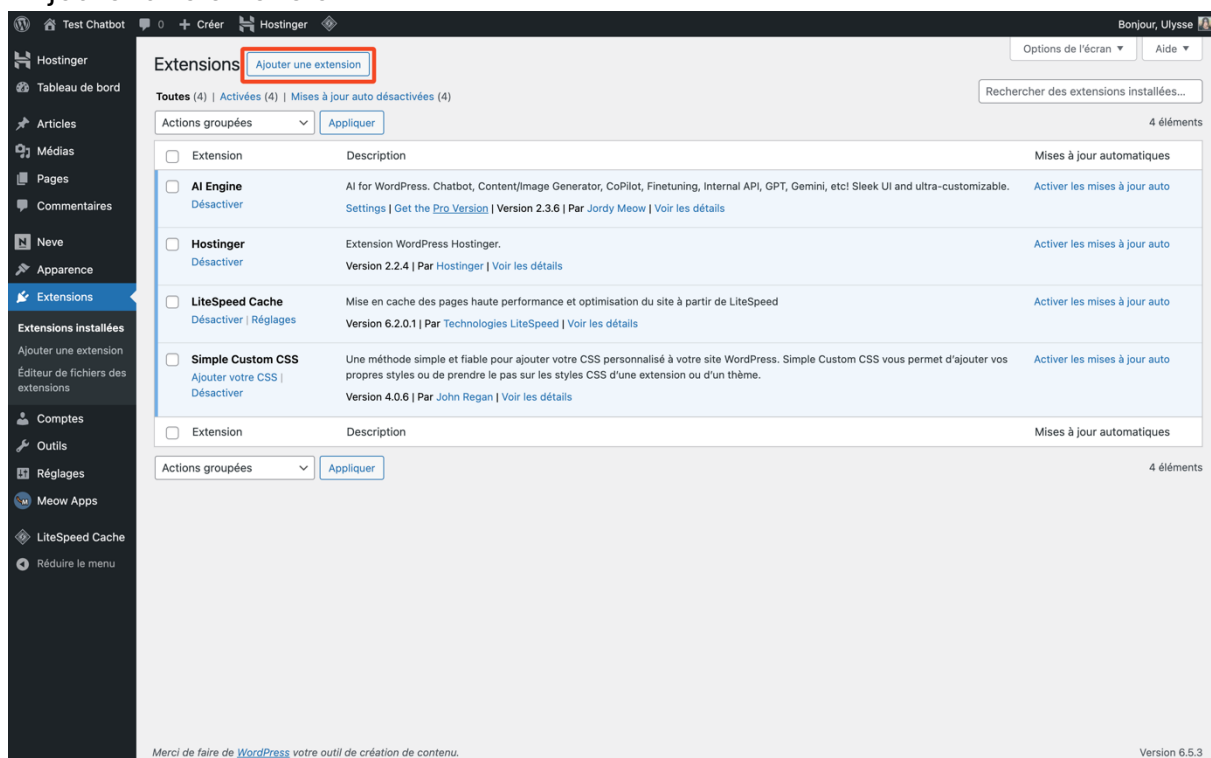 Test Chatbot 0 + Créer Hostinger Bonjour, Ulysse
Hostinger
Tableau de bord
Articles
Médias
Pages
Commentaires
Neve
Apparence
Extensions
Extensions installées
Ajouter une extension
Éditeur de fichiers des
extensions
Comptes
Outils
Réglages
Meow Apps
LiteSpeed Cache
Réduire le menu
Options de l'écran ▼ Aide ▼
Extensions Ajouter une extension
Toutes (4) | Activées (4) | Mises à jour auto désactivées (4)
Rechercher des extensions installées...
Actions groupées Appliquer 4 éléments
Extension Description Mises à jour automatiques
AI Engine AI for WordPress. Chatbot, Content/Image Generator, CoPilot, Finetuning, Internal API, GPT, Gemini, etc! Sleek UI and ultra-customizable. Activer les mises à jour auto
Désactiver Settings | Get the Pro Version | Version 2.3.6 | Par Jordy Meow | Voir les détails
Hostinger Extension WordPress Hostinger. Activer les mises à jour auto
Désactiver Version 2.2.4 | Par Hostinger | Voir les détails
LiteSpeed Cache Mise en cache des pages haute performance et optimisation du site à partir de LiteSpeed Activer les mises à jour auto
Désactiver | Réglages Version 6.2.0.1 | Par Technologies LiteSpeed | Voir les détails
Simple Custom CSS Une méthode simple et fiable pour ajouter votre CSS personnalisé à votre site WordPress. Simple Custom CSS vous permet d'ajouter vos Activer les mises à jour auto
Ajouter votre CSS | propres styles ou de prendre le pas sur les styles CSS d'une extension ou d'un thème.
Désactiver Version 4.0.6 | Par John Regan | Voir les détails
Extension Description Mises à jour automatiques
Actions groupées Appliquer 4 éléments
Merci de faire de WordPress votre outil de création de contenu. Version 6.5.3